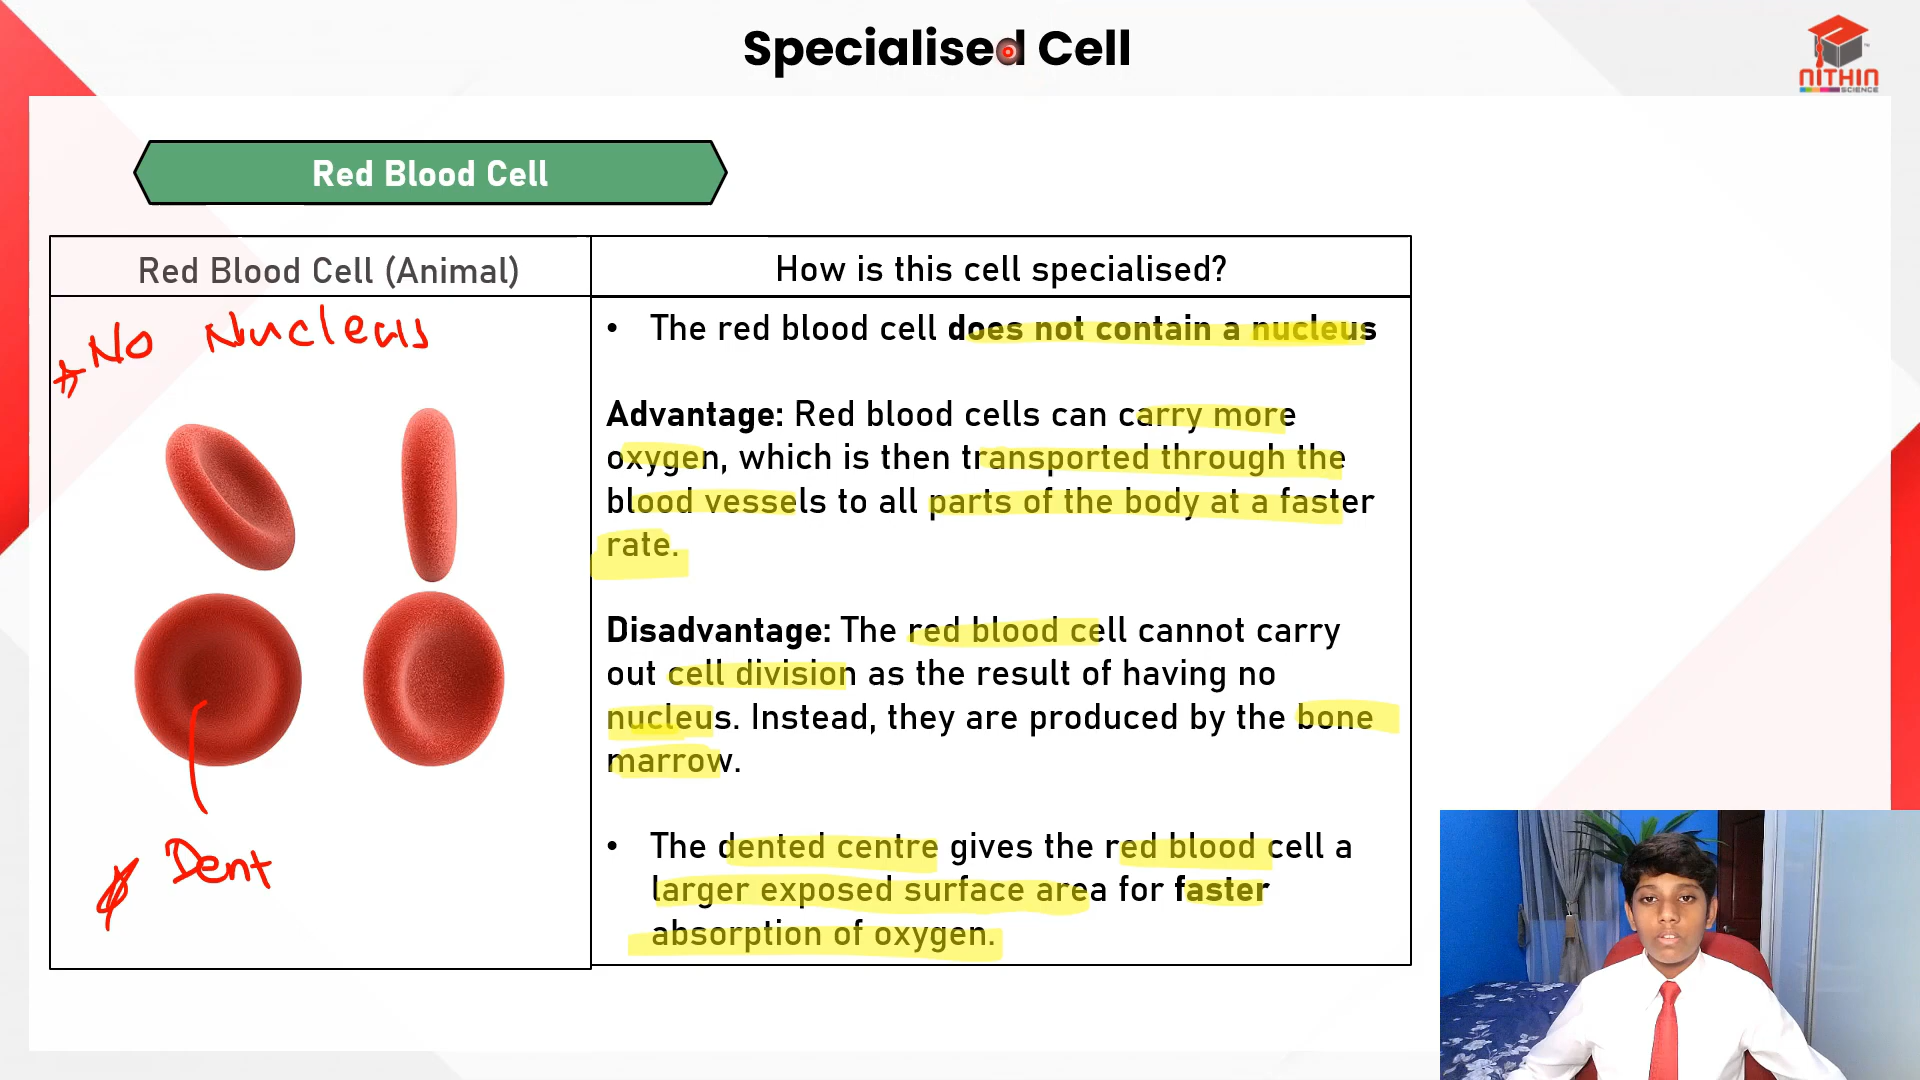 Specialised Cell
NITHIN
SCIENCE
Red Blood Cell
Red Blood Cell (Animal)
How is this cell specialised?
No Nucleus
Dent
• The red blood cell does not contain a nucleus
Advantage: Red blood cells can carry more
oxygen, which is then transported through the
blood vessels to all parts of the body at a faster
rate.
Disadvantage: The red blood cell cannot carry
out cell division as the result of having no
nucleus. Instead, they are produced by the bone
marrow.
• The dented centre gives the red blood cell a
larger exposed surface area for faster
absorption of oxygen.